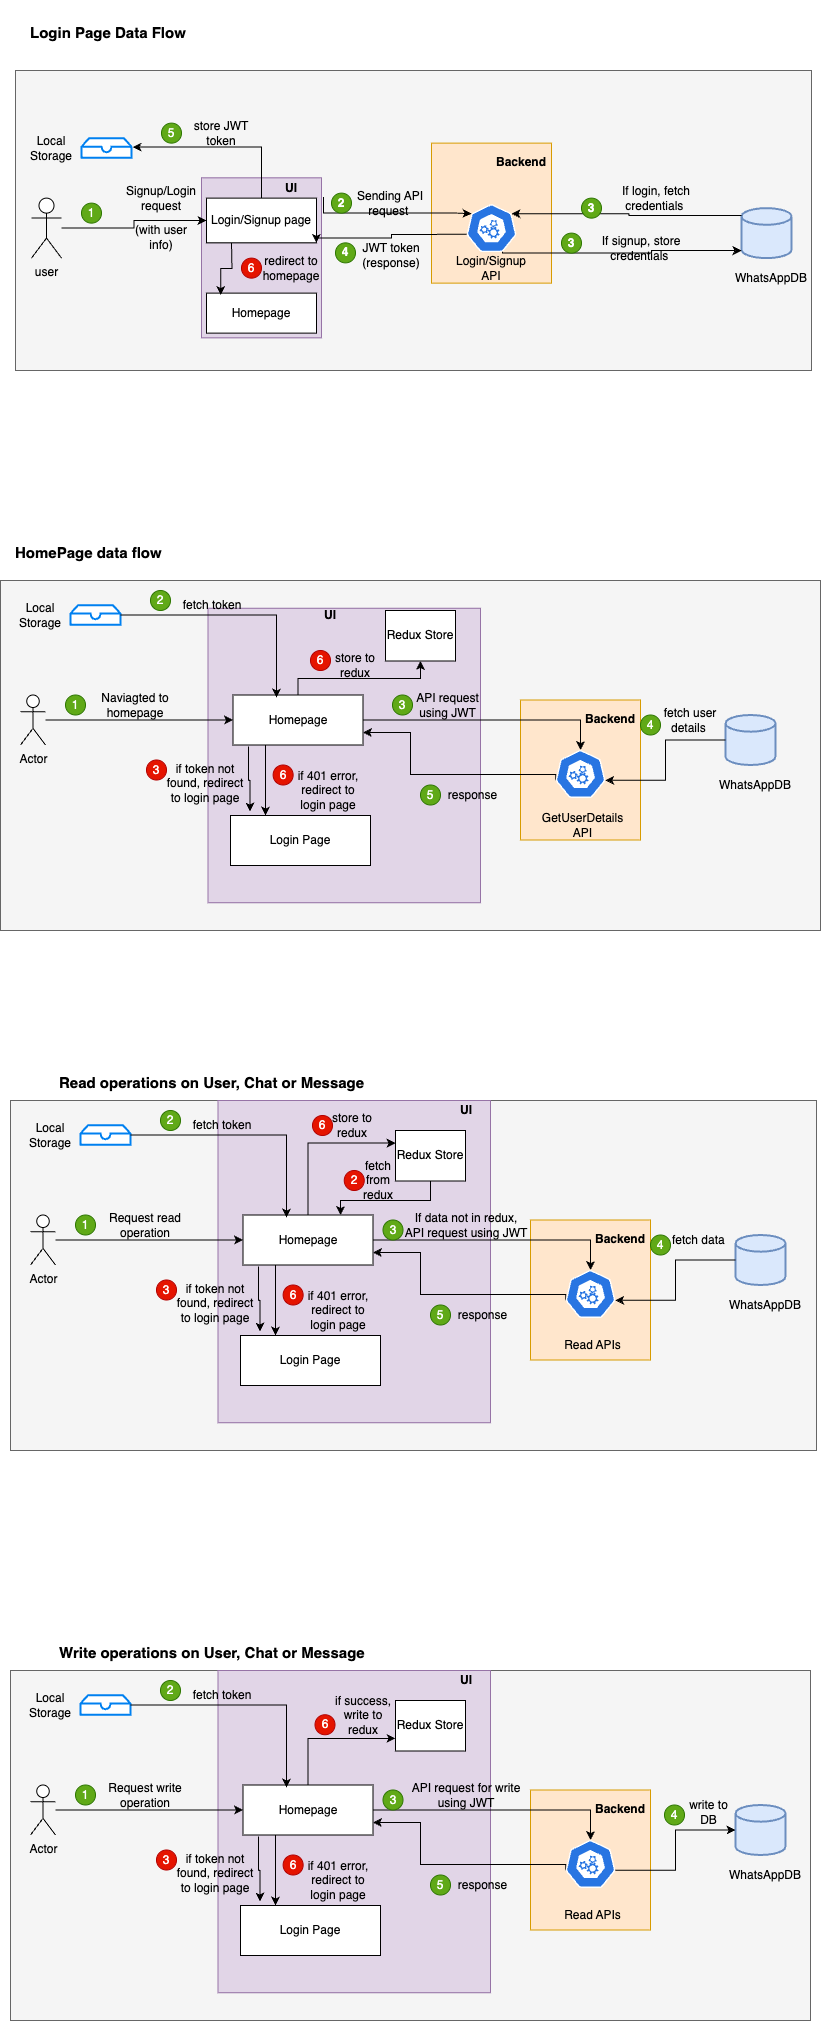 Login Page Data Flow
5
store JWT
token
Local
Storage
Backend
UI
Signup/Login
request
1
(with user
info)
user
Login/Signup page
2
Sending API
request
4
JWT token
(response)
3
If login, fetch
credentials
3
If signup, store
credentials
Login/Signup
API
WhatsAppDB
6
redirect to
homepage
Homepage
HomePage data flow
2
fetch token
Local
Storage
UI
Redux Store
6
store to
redux
1
Naviagted to
homepage
Actor
Homepage
3
API request
using JWT
Backend
4
fetch user
details
WhatsAppDB
3
if token not
found, redirect
to login page
6
if 401 error,
redirect to
login page
5
response
GetUserDetails
API
Login Page
Read operations on User, Chat or Message
2
fetch token
Local
Storage
UI
6
store to
redux
Redux Store
2
fetch
from
redux
1
Request read
operation
Actor
Homepage
3
If data not in redux,
API request using JWT
Backend
4
fetch data
WhatsAppDB
3
if token not
found, redirect
to login page
6
if 401 error,
redirect to
login page
5
response
Read APIs
Login Page
Write operations on User, Chat or Message
2
fetch token
Local
Storage
UI
6
if success,
write to
redux
Redux Store
1
Request write
operation
Actor
Homepage
3
API request for write
using JWT
Backend
4
write to
DB
WhatsAppDB
3
if token not
found, redirect
to login page
6
if 401 error,
redirect to
login page
5
response
Read APIs
Login Page